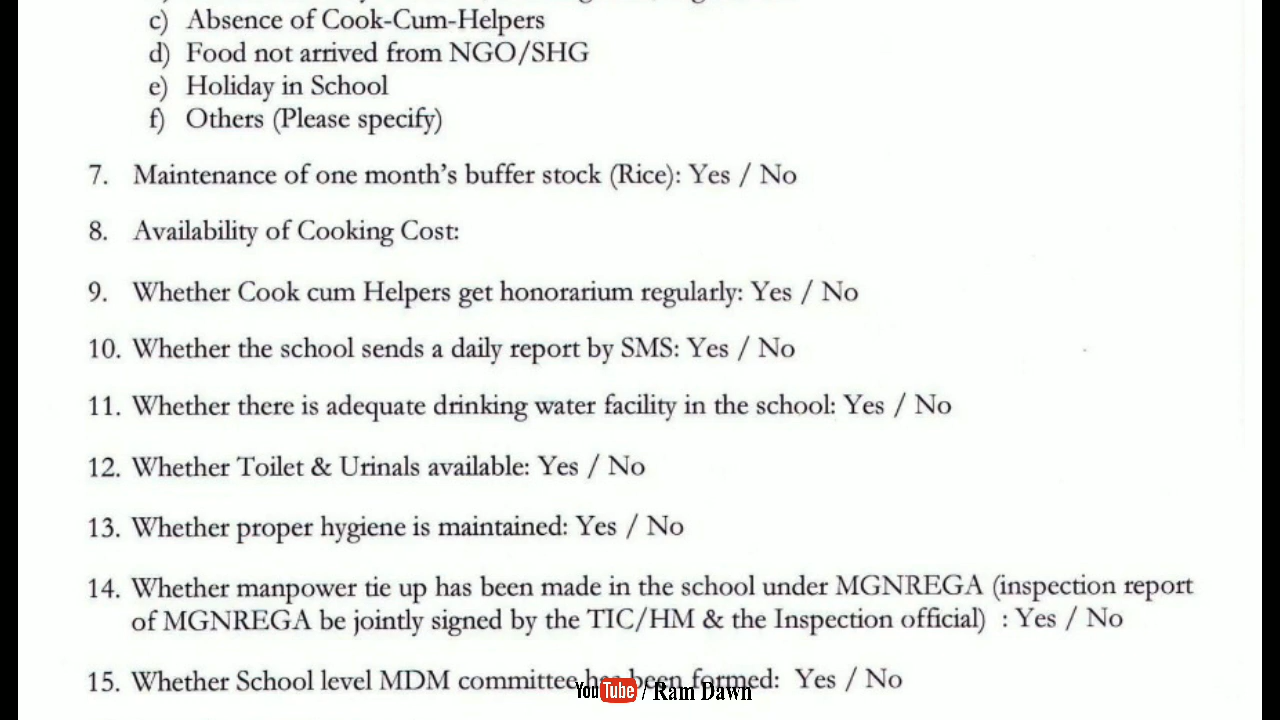 c) Absence of Cook-Cum-Helpers
d) Food not arrived from NGO/SHG
e) Holiday in School
f) Others (Please specify)
7. Maintenance of one month's buffer stock (Rice): Yes / No
8. Availability of Cooking Cost:
9. Whether Cook cum Helpers get honorarium regularly: Yes / No
10. Whether the school sends a daily report by SMS: Yes / No
11. Whether there is adequate drinking water facility in the school: Yes / No
12. Whether Toilet & Urinals available: Yes / No
13. Whether proper hygiene is maintained: Yes / No
14. Whether manpower tie up has been made in the school under MGNREGA (inspection report
of MGNREGA be jointly signed by the TIC/HM & the Inspection official) : Yes / No
15. Whether School level MDM committee has been formed: Yes / No
YouTube / Ram Dawn